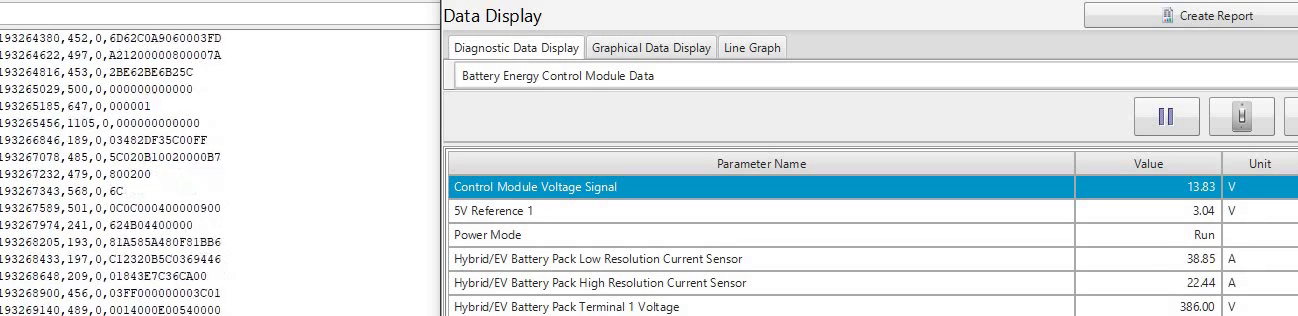 193264380,452,0,6D62C0A9060003FD
193264622,497,0,A21200000800007A
193264816,453,0,2BE62BE6B25C
193265029,500,0,000000000000
193265185,647,0,000001
193265456,1105,0,000000000000
193266846,189,0,03482DF35C00FF
193267078,485,0,5C020B10020000B7
193267232,479,0,800200
193267343,568,0,6C
193267589,501,0,0C0C000400000900
193267974,241,0,624B04400000
193268205,193,0,81A585A480F81BB6
193268433,197,0,C12320B5C0369446
193268648,209,0,01843E7C36CA00
193268900,456,0,03FF000000003C01
193269140,489,0,0014000E00540000
Data Display
Create Report
Diagnostic Data Display Graphical Data Display Line Graph
Battery Energy Control Module Data
Parameter Name Value Unit
Control Module Voltage Signal 13.83 V
5V Reference 1 3.04 V
Power Mode Run
Hybrid/EV Battery Pack Low Resolution Current Sensor 38.85 A
Hybrid/EV Battery Pack High Resolution Current Sensor 22.44 A
Hybrid/EV Battery Pack Terminal 1 Voltage 386.00 V